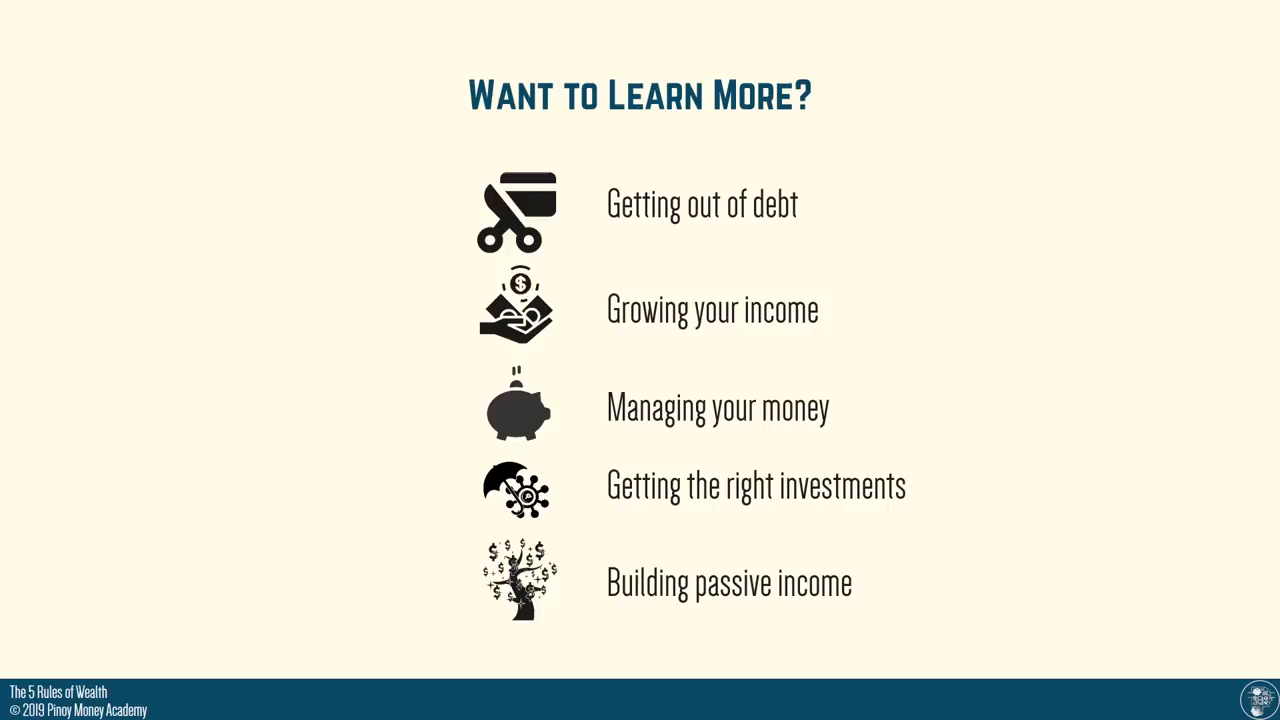 Want to Learn More?
Getting out of debt
Growing your income
Managing your money
Getting the right investments
Building passive income
The 5 Rules of Wealth
© 2019 Pinoy Money Academy